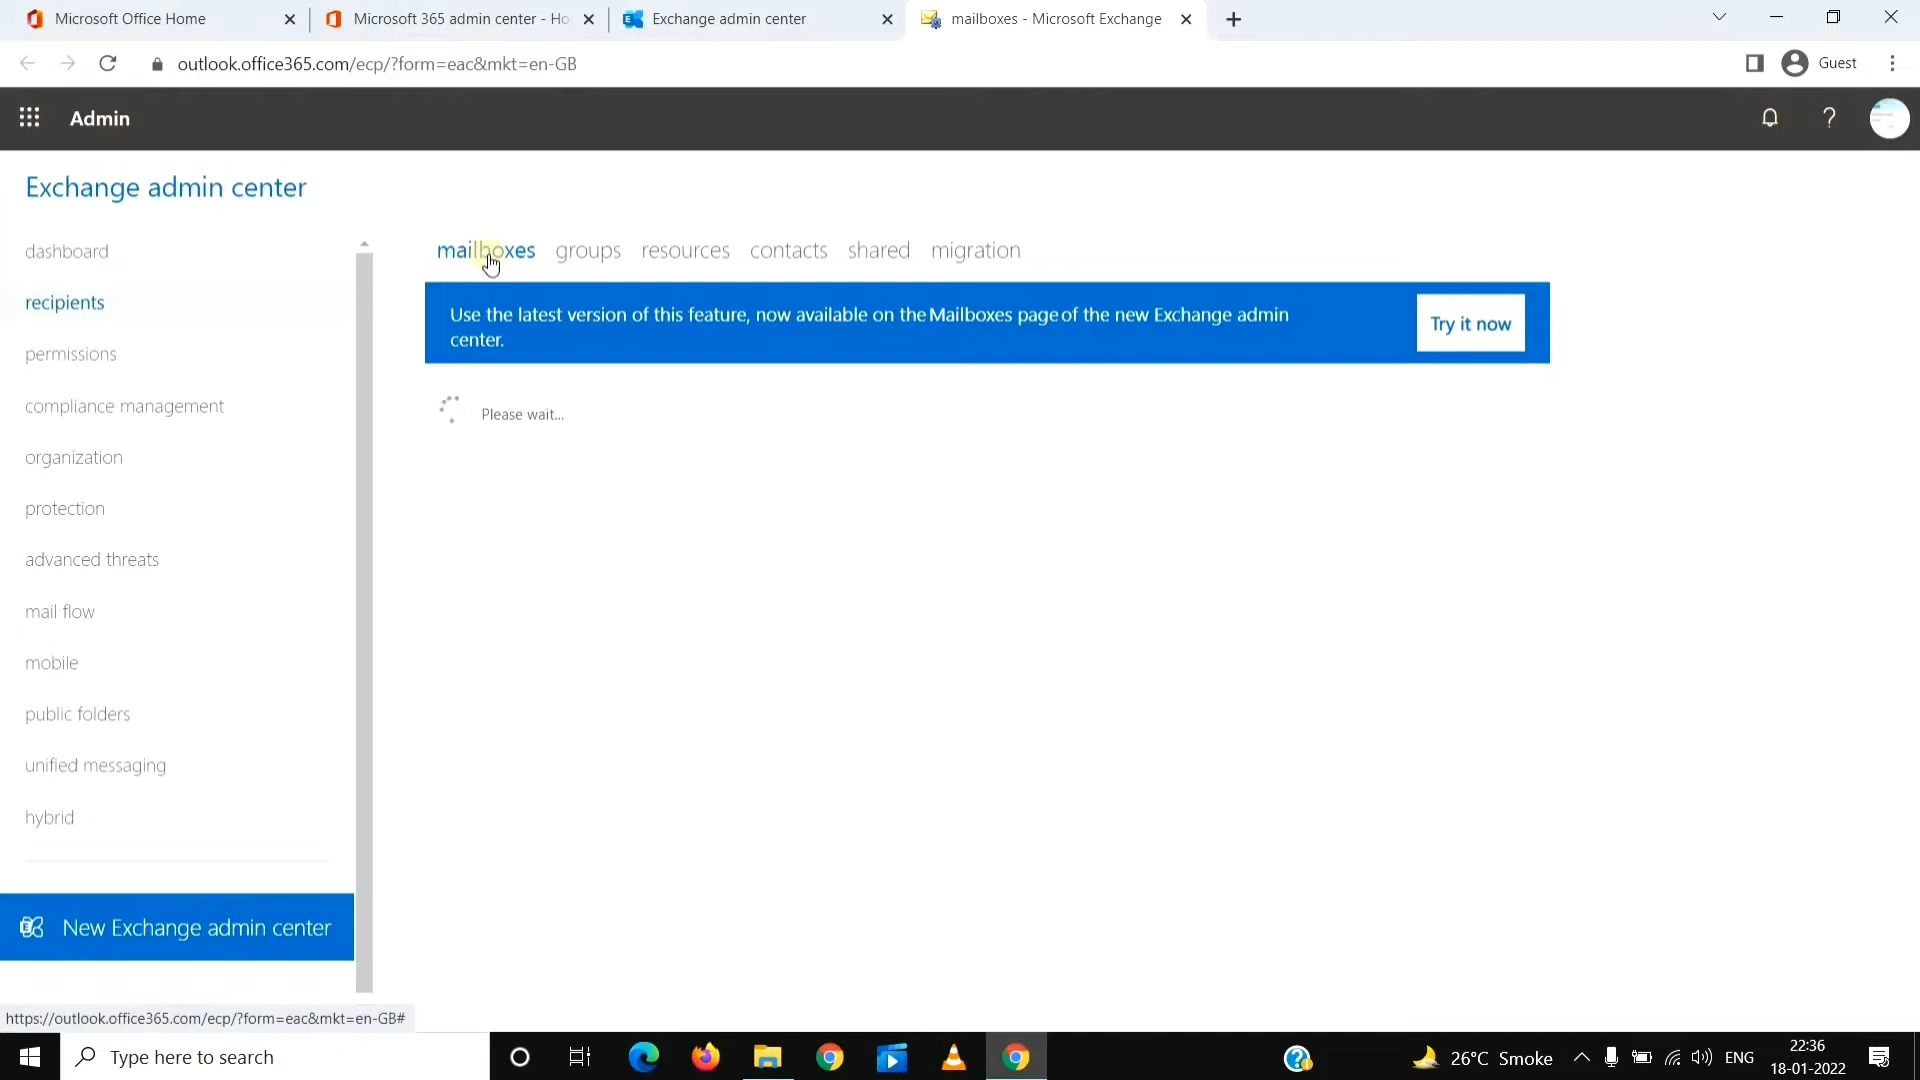 Microsoft Office Home
Microsoft 365 admin center - Ho
Exchange admin center
mailboxes - Microsoft Exchange
outlook.office365.com/ecp/?form=eac&mkt=en-GB
Guest
Admin
Exchange admin center
dashboard
recipients
permissions
compliance management
organization
protection
advanced threats
mail flow
mobile
public folders
unified messaging
hybrid
New Exchange admin center
mailboxes groups resources contacts shared migration
Use the latest version of this feature, now available on the Mailboxes page of the new Exchange admin
center.
Try it now
Please wait...
https://outlook.office365.com/ecp/?form=eac&mkt=en-GB#
Type here to search
26°C Smoke
ENG
22:36
18-01-2022